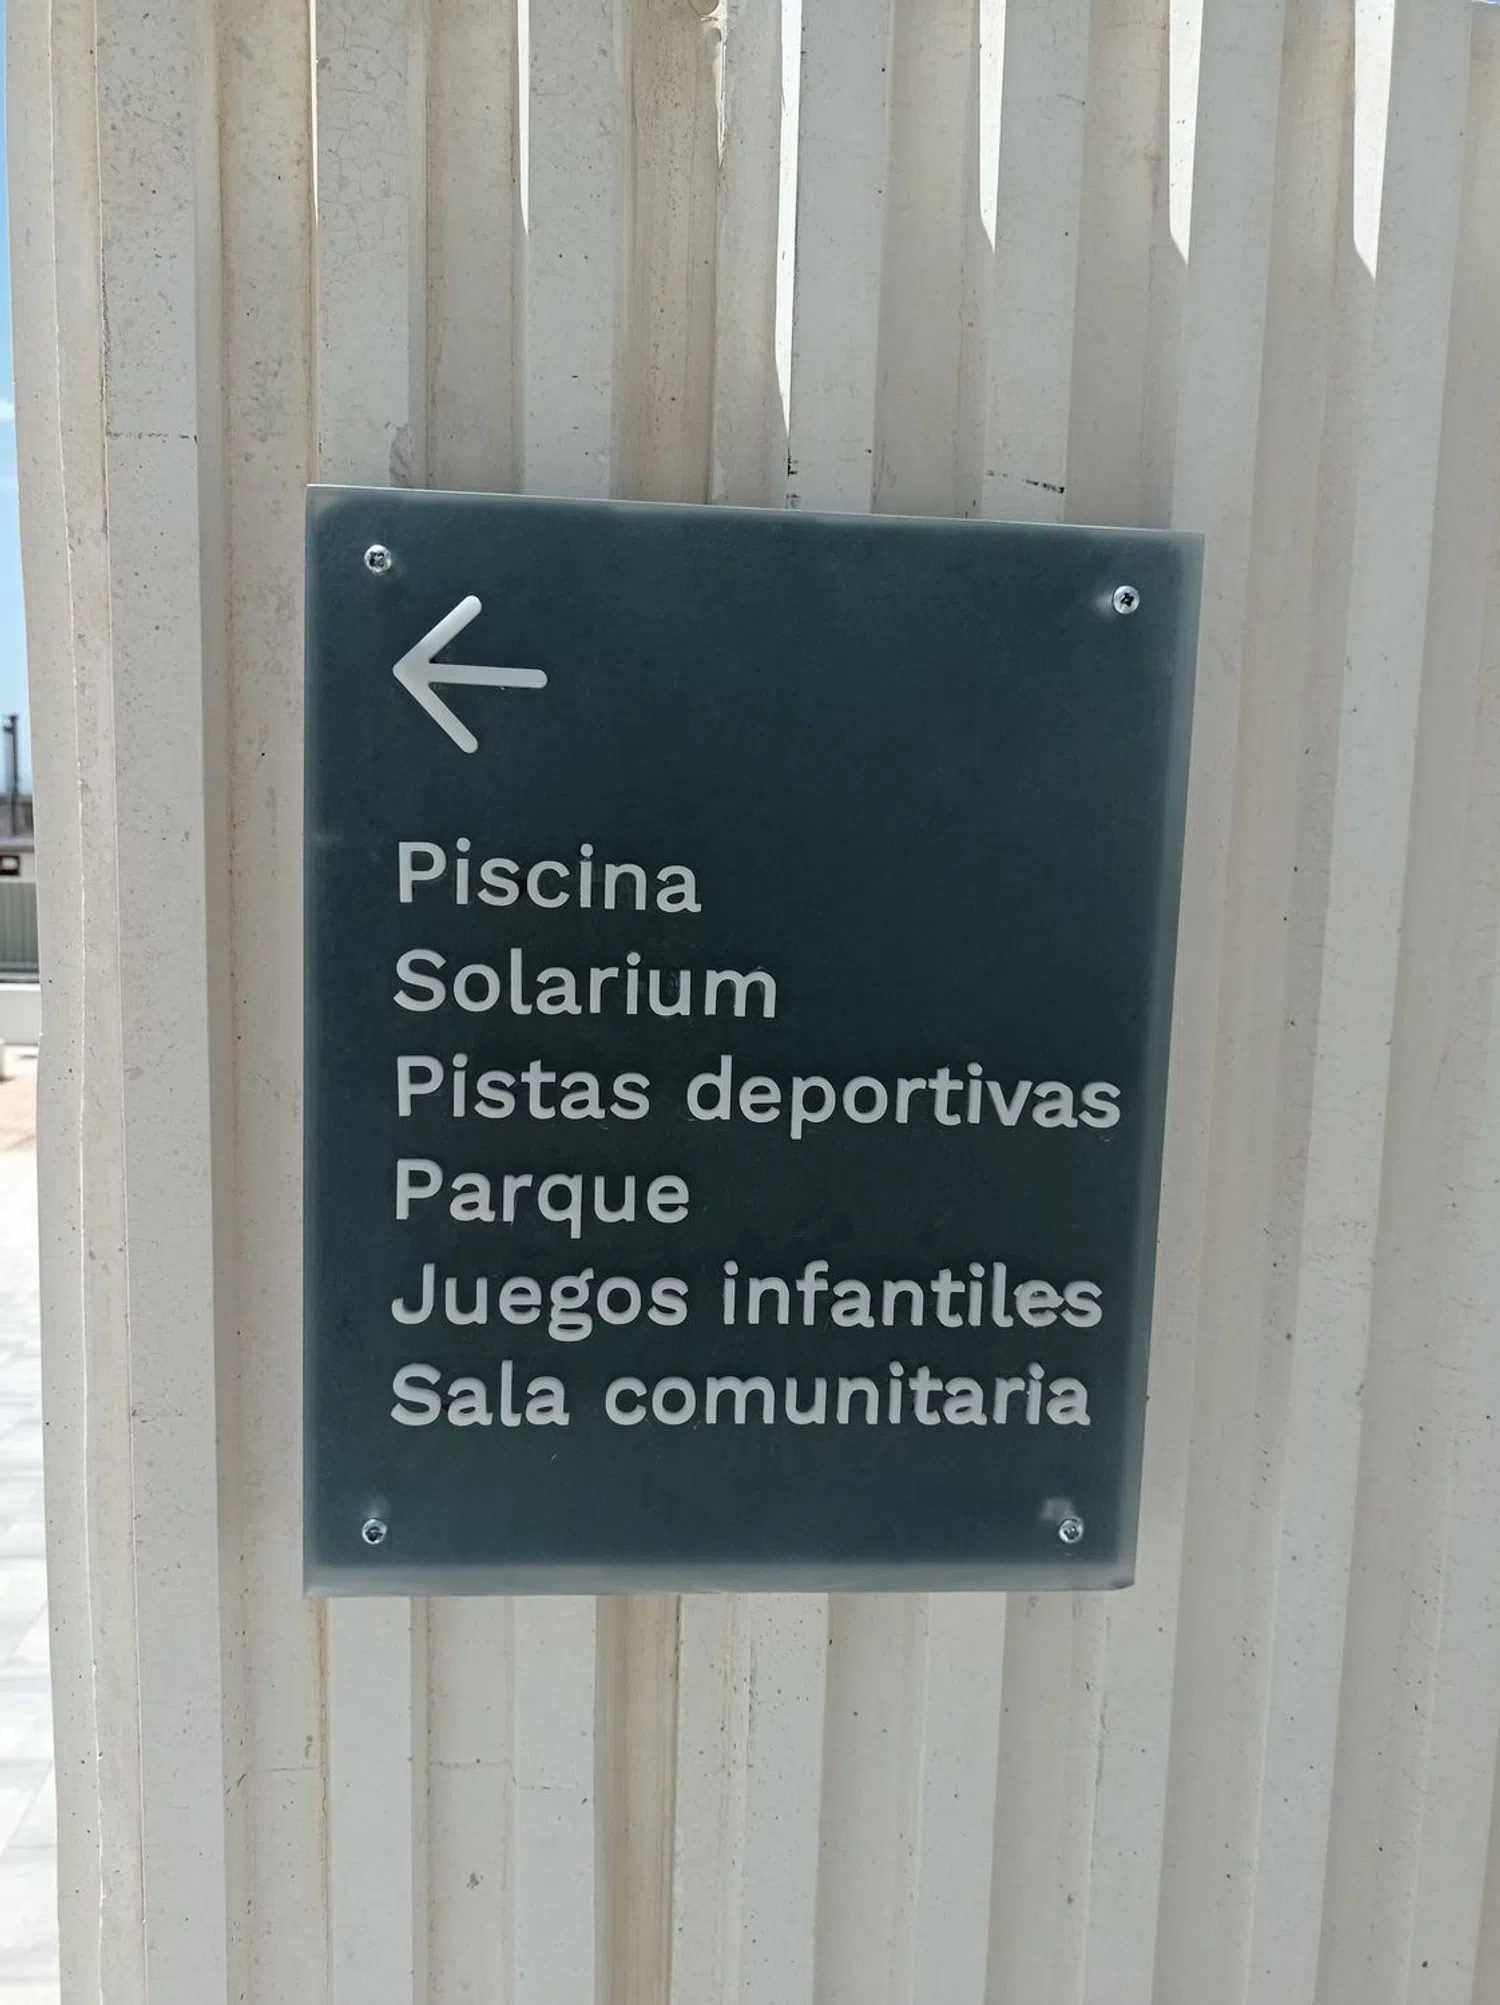 Piscina
Solarium
Pistas deportivas
Parque
Juegos infantiles
Sala comunitaria